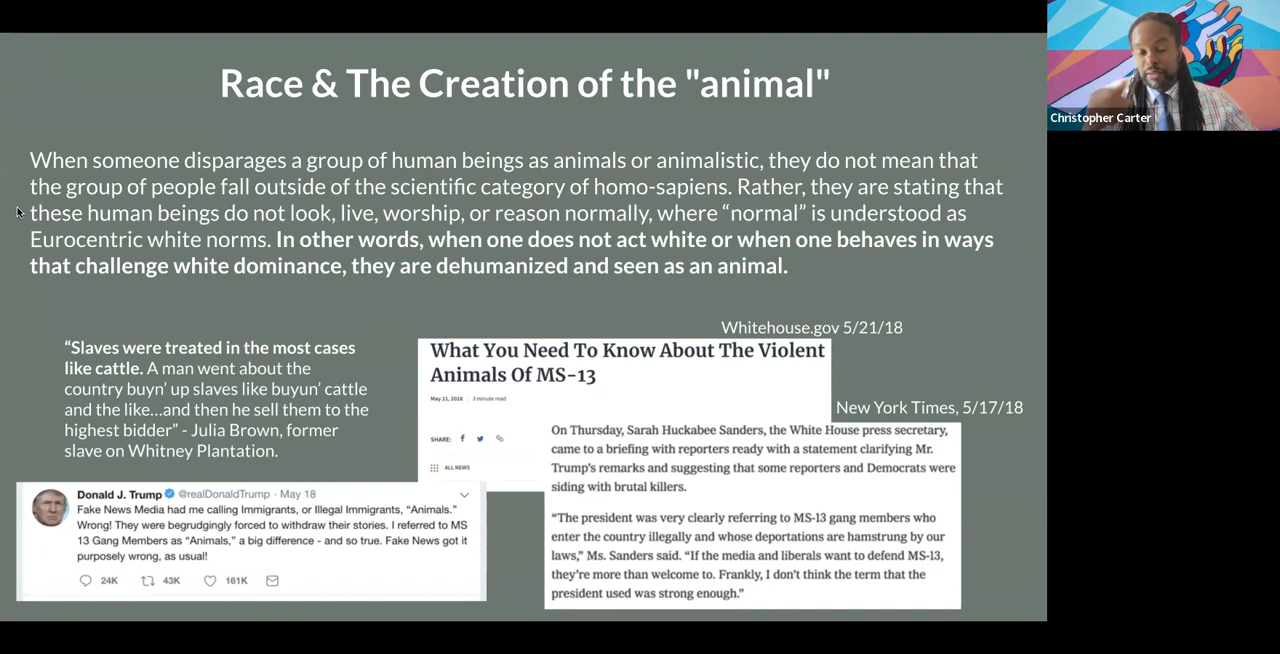 Race & The Creation of the "animal"
When someone disparages a group of human beings as animals or animalistic, they do not mean that
the group of people fall outside of the scientific category of homo-sapiens. Rather, they are stating that
these human beings do not look, live, worship, or reason normally, where “normal” is understood as
Eurocentric white norms. In other words, when one does not act white or when one behaves in ways
that challenge white dominance, they are dehumanized and seen as an animal.
“Slaves were treated in the most cases
like cattle. A man went about the
country buyn’ up slaves like buyun’ cattle
and the like...and then he sell them to the
highest bidder” - Julia Brown, former
slave on Whitney Plantation.
Whitehouse.gov 5/21/18
What You Need To Know About The Violent
Animals Of MS-13
May 21, 2018 | 3 minute read
SHARE:
ALL NEWS
New York Times, 5/17/18
On Thursday, Sarah Huckabee Sanders, the White House press secretary,
came to a briefing with reporters ready with a statement clarifying Mr.
Trump’s remarks and suggesting that some reporters and Democrats were
siding with brutal killers.
“The president was very clearly referring to MS-13 gang members who
enter the country illegally and whose deportations are hamstrung by our
laws,” Ms. Sanders said. “If the media and liberals want to defend MS-13,
they’re more than welcome to. Frankly, I don’t think the term that the
president used was strong enough.”
Donald J. Trump @realDonaldTrump · May 18
Fake News Media had me calling Immigrants, or Illegal Immigrants, “Animals.”
Wrong! They were begrudgingly forced to withdraw their stories. I referred to MS
13 Gang Members as “Animals,” a big difference - and so true. Fake News got it
purposely wrong, as usual!
24K 43K 161K
Christopher Carter